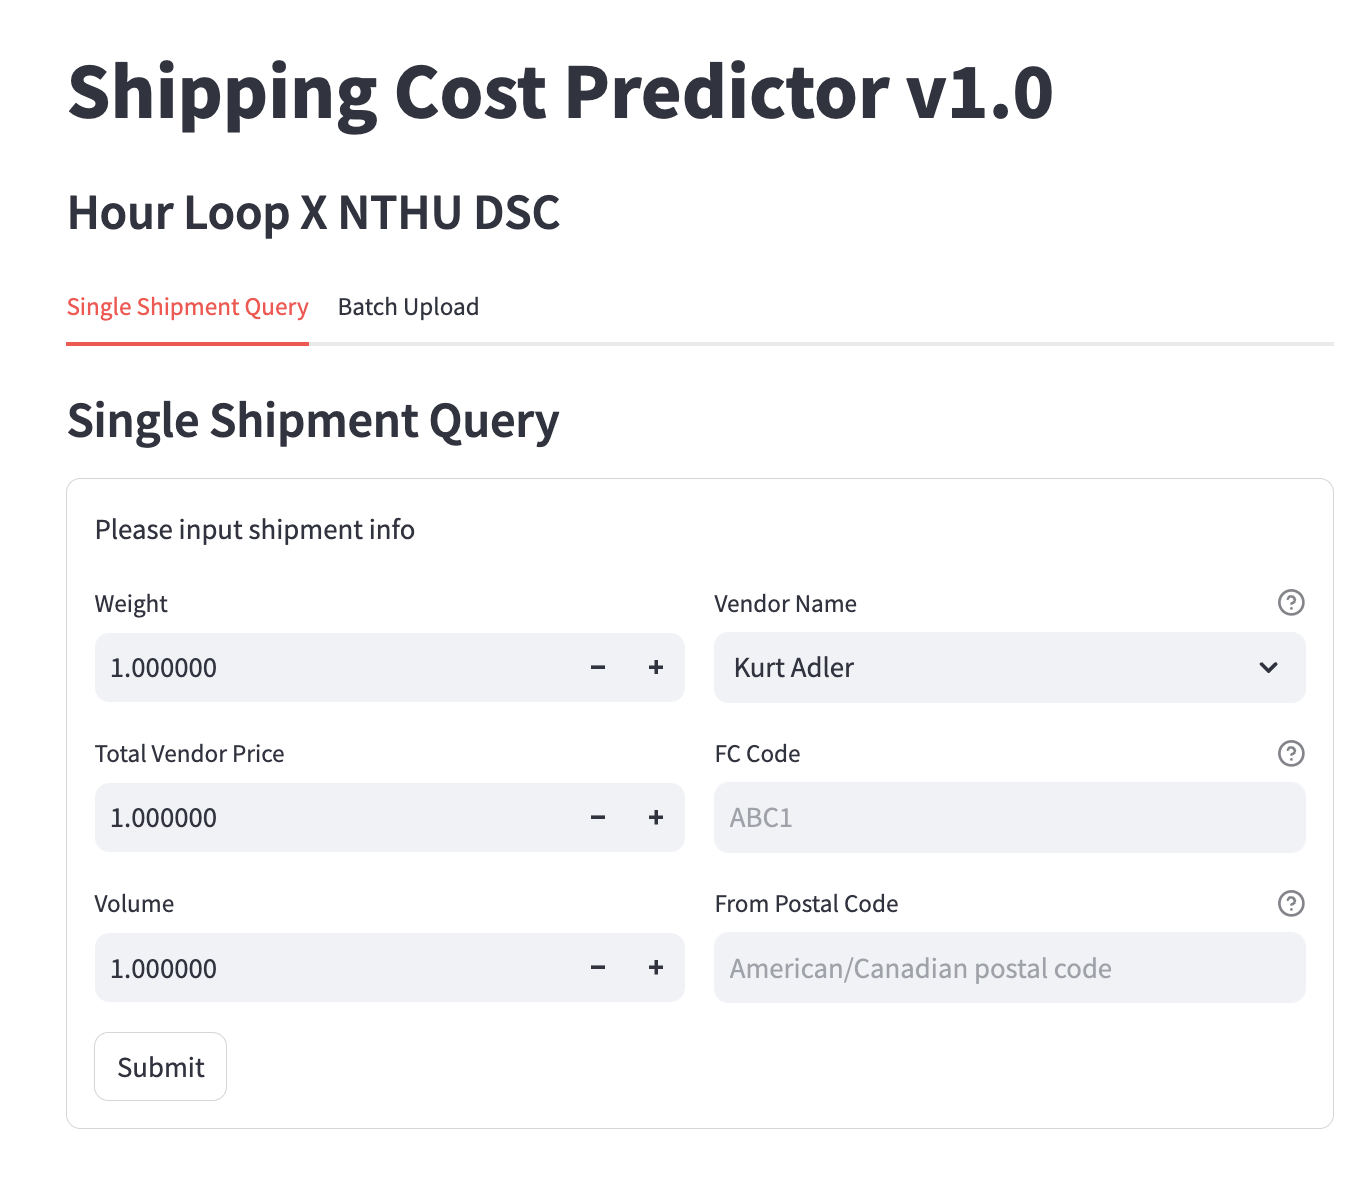 Shipping Cost Predictor v1.0
Hour Loop X NTHU DSC
Single Shipment Query Batch Upload
Single Shipment Query
Please input shipment info
Weight
1.000000
Vendor Name
Kurt Adler
Total Vendor Price
1.000000
FC Code
ABC1
Volume
1.000000
From Postal Code
American/Canadian postal code
Submit